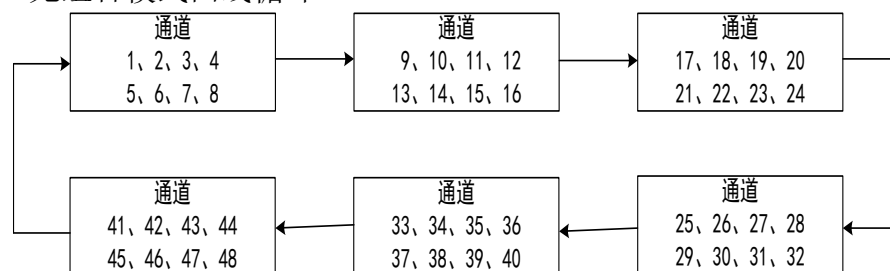 通道
1、2、3、4
5、6、7、8
通道
9、10、11、12
13、14、15、16
通道
17、18、19、20
21、22、23、24
通道
41、42、43、44
45、46、47、48
通道
33、34、35、36
37、38、39、40
通道
25、26、27、28
29、30、31、32